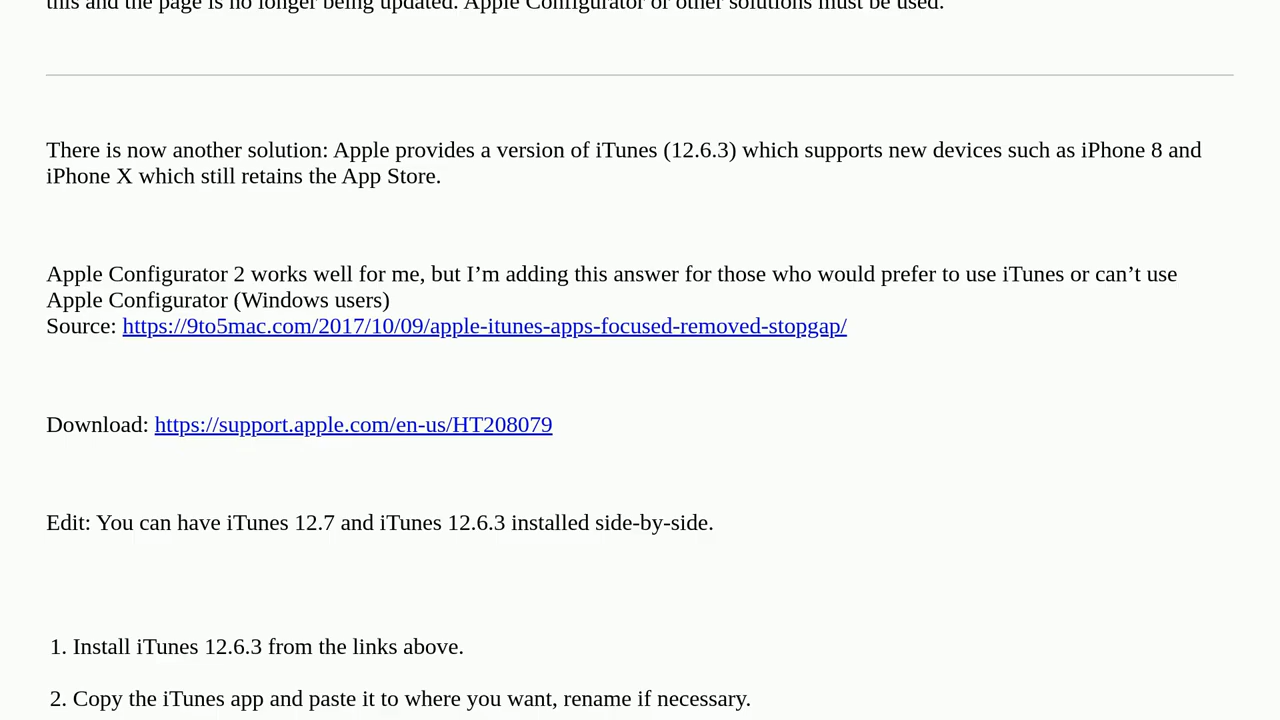 this and the page is no longer being updated. Apple Configurator or other solutions must be used.
There is now another solution: Apple provides a version of iTunes (12.6.3) which supports new devices such as iPhone 8 and
iPhone X which still retains the App Store.
Apple Configurator 2 works well for me, but I’m adding this answer for those who would prefer to use iTunes or can’t use
Apple Configurator (Windows users)
Source: https://9to5mac.com/2017/10/09/apple-itunes-apps-focused-removed-stopgap/
Download: https://support.apple.com/en-us/HT208079
Edit: You can have iTunes 12.7 and iTunes 12.6.3 installed side-by-side.
1. Install iTunes 12.6.3 from the links above.
2. Copy the iTunes app and paste it to where you want, rename if necessary.